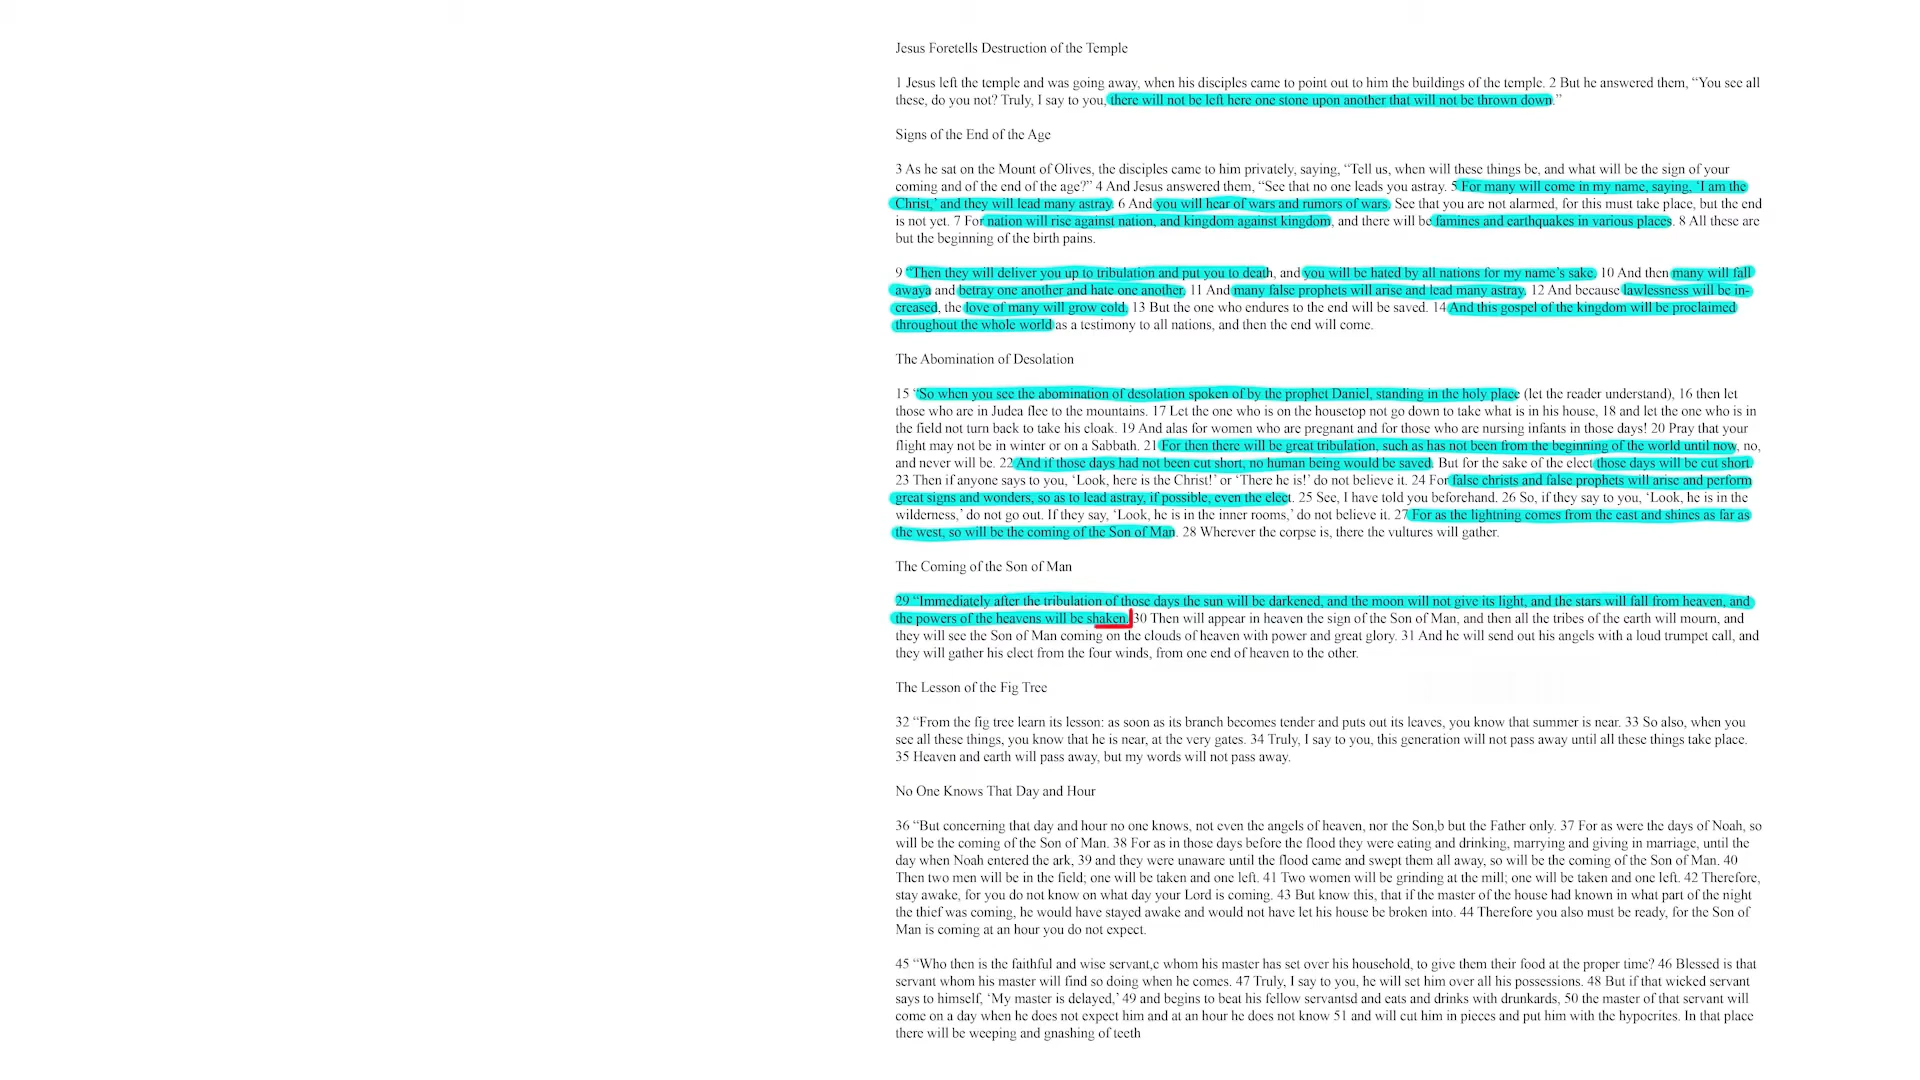 Jesus Foretells Destruction of the Temple
1 Jesus left the temple and was going away, when his disciples came to point out to him the buildings of the temple. 2 But he answered them, “You see all
these, do you not? Truly, I say to you, there will not be left here one stone upon another that will not be thrown down.”
Signs of the End of the Age
3 As he sat on the Mount of Olives, the disciples came to him privately, saying, “Tell us, when will these things be, and what will be the sign of your
coming and of the end of the age?” 4 And Jesus answered them, “See that no one leads you astray. 5 For many will come in my name, saying, ‘I am the
Christ,’ and they will lead many astray. 6 And you will hear of wars and rumors of wars. See that you are not alarmed, for this must take place, but the end
is not yet. 7 For nation will rise against nation, and kingdom against kingdom, and there will be famines and earthquakes in various places. 8 All these are
but the beginning of the birth pains.
9 “Then they will deliver you up to tribulation and put you to death, and you will be hated by all nations for my name’s sake. 10 And then many will fall
awaya and betray one another and hate one another. 11 And many false prophets will arise and lead many astray. 12 And because lawlessness will be in-
creased, the love of many will grow cold. 13 But the one who endures to the end will be saved. 14 And this gospel of the kingdom will be proclaimed
throughout the whole world as a testimony to all nations, and then the end will come.
The Abomination of Desolation
15 “So when you see the abomination of desolation spoken of by the prophet Daniel, standing in the holy place (let the reader understand), 16 then let
those who are in Judea flee to the mountains. 17 Let the one who is on the housetop not go down to take what is in his house, 18 and let the one who is in
the field not turn back to take his cloak. 19 And alas for women who are pregnant and for those who are nursing infants in those days! 20 Pray that your
flight may not be in winter or on a Sabbath. 21 For then there will be great tribulation, such as has not been from the beginning of the world until now, no,
and never will be. 22 And if those days had not been cut short, no human being would be saved. But for the sake of the elect those days will be cut short.
23 Then if anyone says to you, ‘Look, here is the Christ!’ or ‘There he is!’ do not believe it. 24 For false christs and false prophets will arise and perform
great signs and wonders, so as to lead astray, if possible, even the elect. 25 See, I have told you beforehand. 26 So, if they say to you, ‘Look, he is in the
wilderness,’ do not go out. If they say, ‘Look, he is in the inner rooms,’ do not believe it. 27 For as the lightning comes from the east and shines as far as
the west, so will be the coming of the Son of Man. 28 Wherever the corpse is, there the vultures will gather.
The Coming of the Son of Man
29 “Immediately after the tribulation of those days the sun will be darkened, and the moon will not give its light, and the stars will fall from heaven, and
the powers of the heavens will be shaken. 30 Then will appear in heaven the sign of the Son of Man, and then all the tribes of the earth will mourn, and
they will see the Son of Man coming on the clouds of heaven with power and great glory. 31 And he will send out his angels with a loud trumpet call, and
they will gather his elect from the four winds, from one end of heaven to the other.
The Lesson of the Fig Tree
32 “From the fig tree learn its lesson: as soon as its branch becomes tender and puts out its leaves, you know that summer is near. 33 So also, when you
see all these things, you know that he is near, at the very gates. 34 Truly, I say to you, this generation will not pass away until all these things take place.
35 Heaven and earth will pass away, but my words will not pass away.
No One Knows That Day and Hour
36 “But concerning that day and hour no one knows, not even the angels of heaven, nor the Son,b but the Father only. 37 For as were the days of Noah, so
will be the coming of the Son of Man. 38 For as in those days before the flood they were eating and drinking, marrying and giving in marriage, until the
day when Noah entered the ark, 39 and they were unaware until the flood came and swept them all away, so will be the coming of the Son of Man. 40
Then two men will be in the field; one will be taken and one left. 41 Two women will be grinding at the mill; one will be taken and one left. 42 Therefore,
stay awake, for you do not know on what day your Lord is coming. 43 But know this, that if the master of the house had known in what part of the night
the thief was coming, he would have stayed awake and would not have let his house be broken into. 44 Therefore you also must be ready, for the Son of
Man is coming at an hour you do not expect.
45 “Who then is the faithful and wise servant,c whom his master has set over his household, to give them their food at the proper time? 46 Blessed is that
servant whom his master will find so doing when he comes. 47 Truly, I say to you, he will set him over all his possessions. 48 But if that wicked servant
says to himself, ‘My master is delayed,’ 49 and begins to beat his fellow servantsd and eats and drinks with drunkards, 50 the master of that servant will
come on a day when he does not expect him and at an hour he does not know 51 and will cut him in pieces and put him with the hypocrites. In that place
there will be weeping and gnashing of teeth